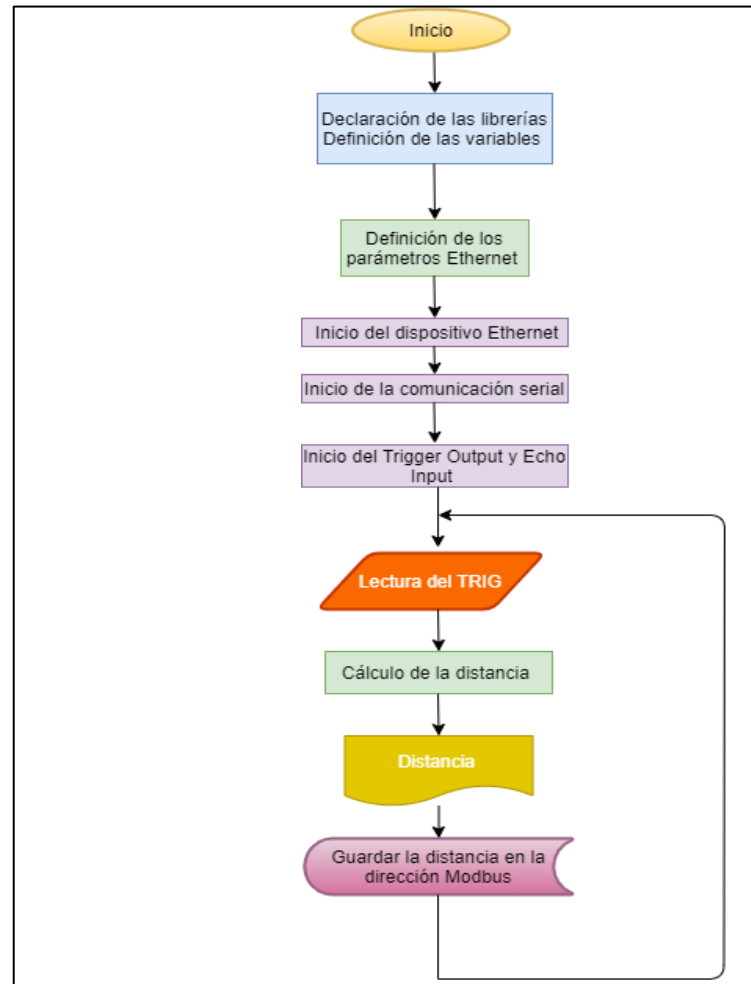 Inicio
Declaración de las librerías
Definición de las variables
Definición de los
parámetros Ethernet
Inicio del dispositivo Ethernet
Inicio de la comunicación serial
Inicio del Trigger Output y Echo
Input
Lectura del TRIG
Cálculo de la distancia
Distancia
Guardar la distancia en la
dirección Modbus